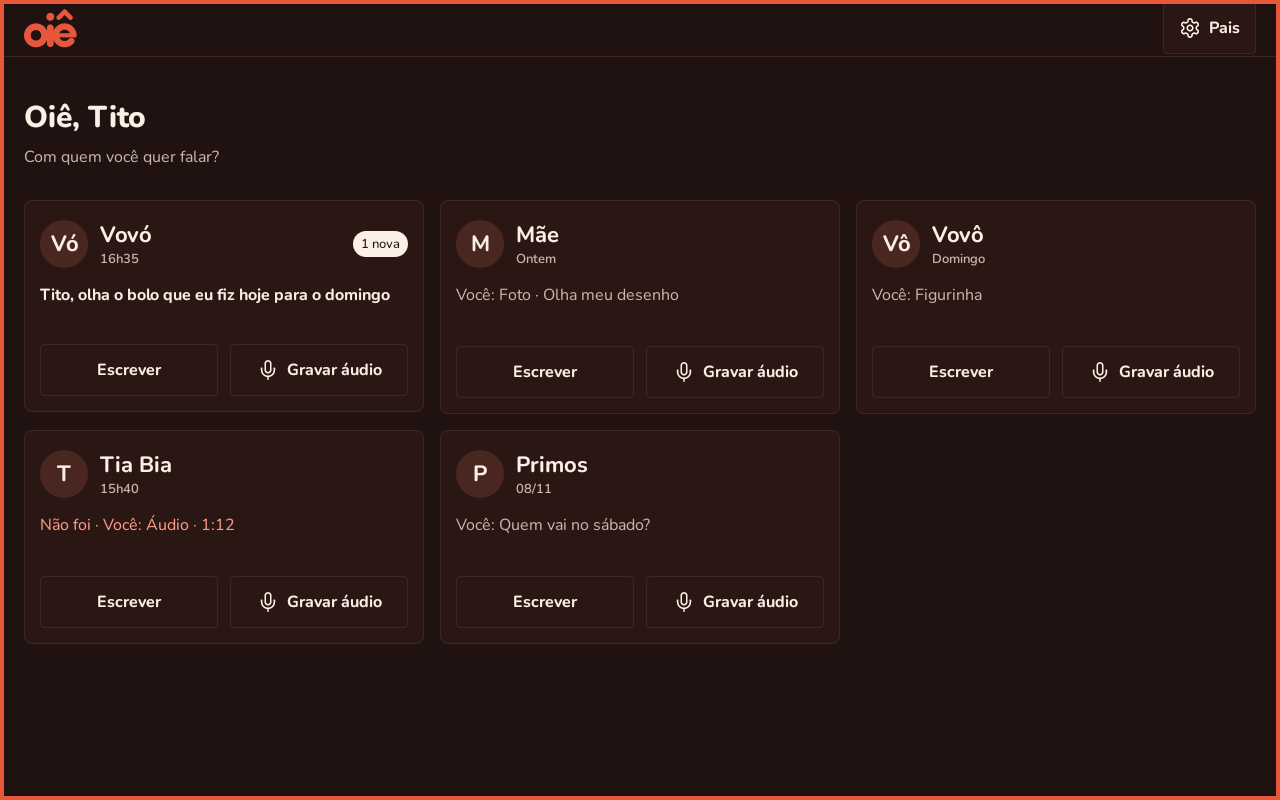 oiê
Pais
Oiê, Tito
Com quem você quer falar?
Vó
Vovó
16h35
1 nova
Tito, olha o bolo que eu fiz hoje para o domingo
Escrever
Gravar áudio
M
Mãe
Ontem
Você: Foto · Olha meu desenho
Escrever
Gravar áudio
Vô
Vovô
Domingo
Você: Figurinha
Escrever
Gravar áudio
T
Tia Bia
15h40
Não foi · Você: Áudio · 1:12
Escrever
Gravar áudio
P
Primos
08/11
Você: Quem vai no sábado?
Escrever
Gravar áudio